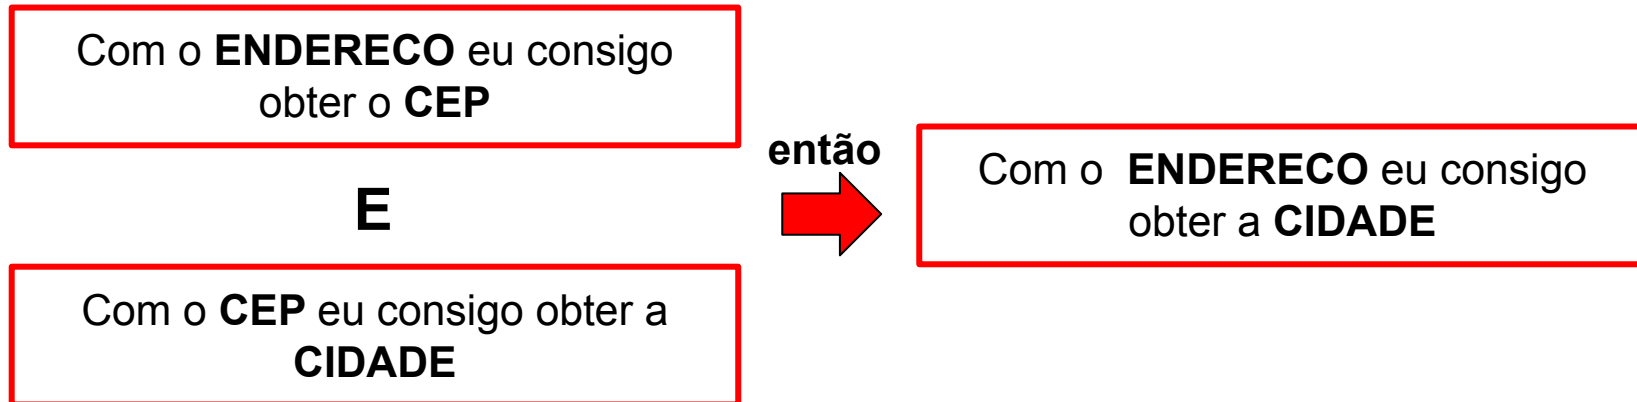 Com o ENDERECO eu consigo
obter o CEP
E
Com o CEP eu consigo obter a
CIDADE
então
Com o ENDERECO eu consigo
obter a CIDADE